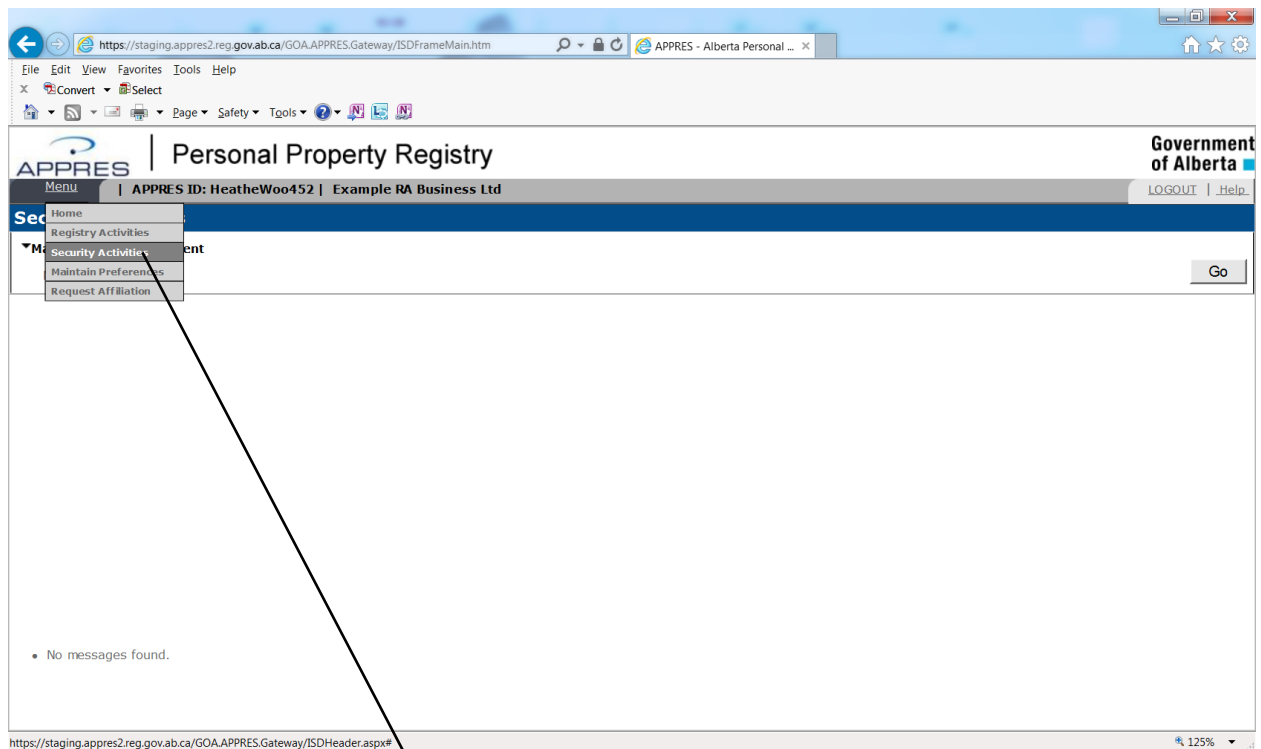 https://staging.appres2.reg.gov.ab.ca/GOA.APPRES.Gateway/ISDFrameMain.htm
APPRES - Alberta Personal ...
File Edit View Favorites Tools Help
x Convert Select
Page Safety Tools
APPRES | Personal Property Registry
Government of Alberta
Menu | APPRES ID: HeatheWoo452 | Example RA Business Ltd
LOGOUT | Help
Sec
Home
Registry Activities
Ma
ent
Security Activities
Maintain Preferences
Go
Request Affiliation
• No messages found.
https://staging.appres2.reg.gov.ab.ca/GOA.APPRES.Gateway/ISDHeader.aspx#
125%